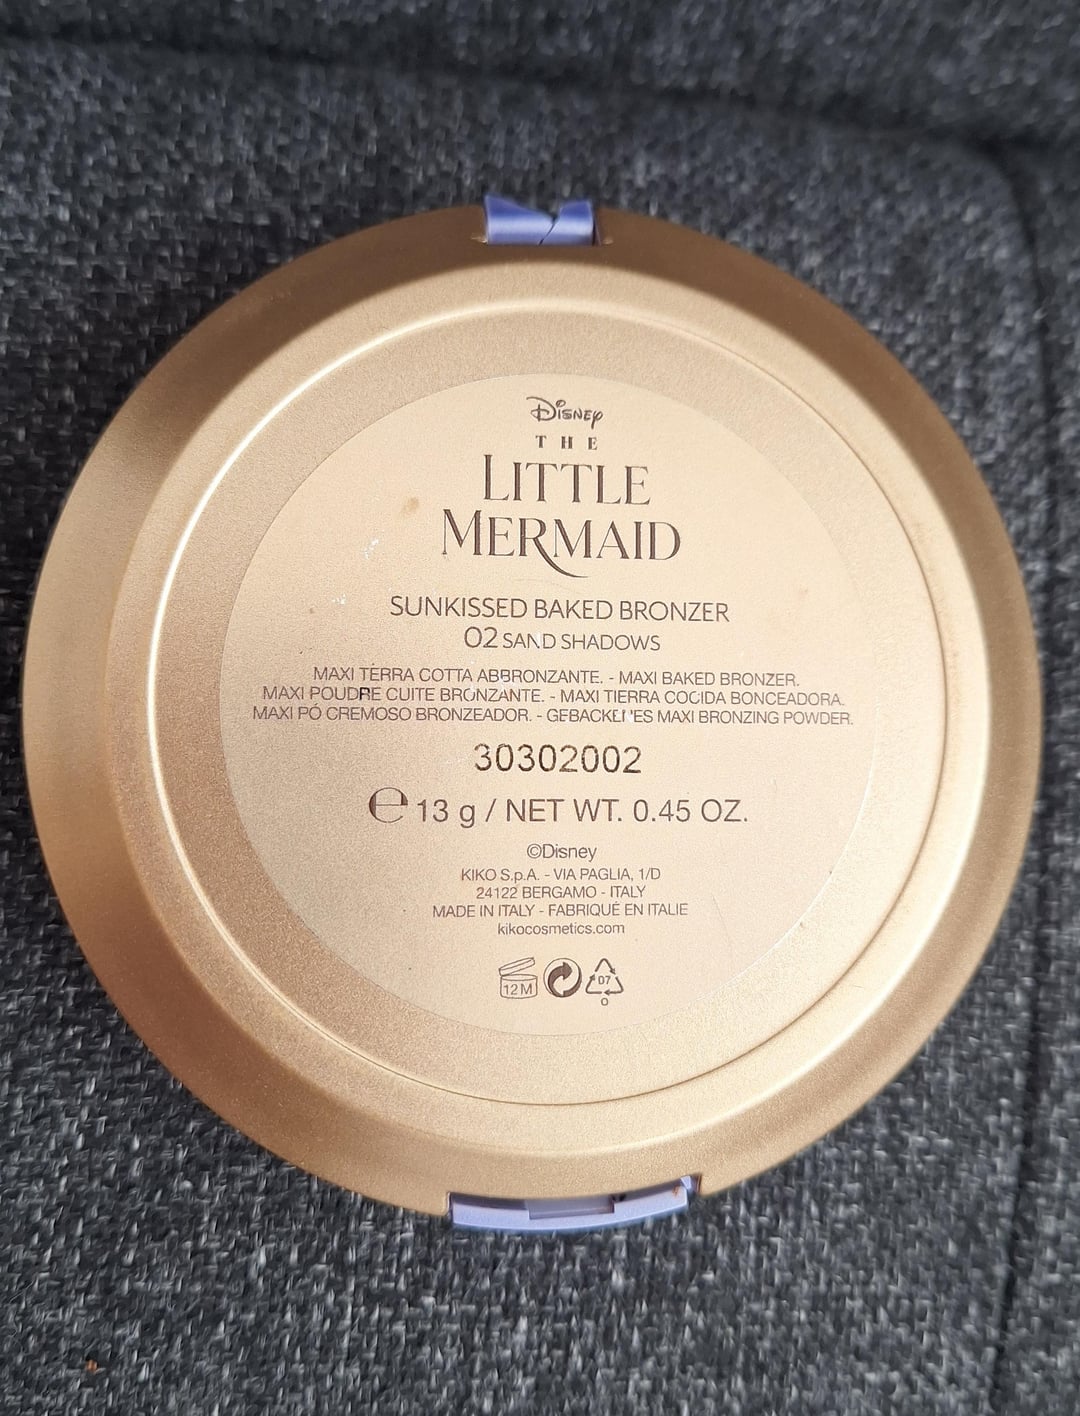 Disney
THE
LITTLE
MERMAID
SUNKISSED BAKED BRONZER
02 SAND SHADOWS
MAXI TERRA COTTA ABBRONZANTE. - MAXI BAKED BRONZER.
MAXI POUDRE CUITE BRONZANTE. - MAXI TIERRA COCIDA BONCEADORA.
MAXI PÓ CREMOSO BRONZEADOR. - GEBACKENES MAXI BRONZING POWDER.
30302002
℮ 13 g / NET WT. 0.45 OZ.
©Disney
KIKO S.p.A. - VIA PAGLIA, 1/D
24122 BERGAMO - ITALY
MADE IN ITALY - FABRIQUÉ EN ITALIE
kikocosmetics.com
12 M 07
O